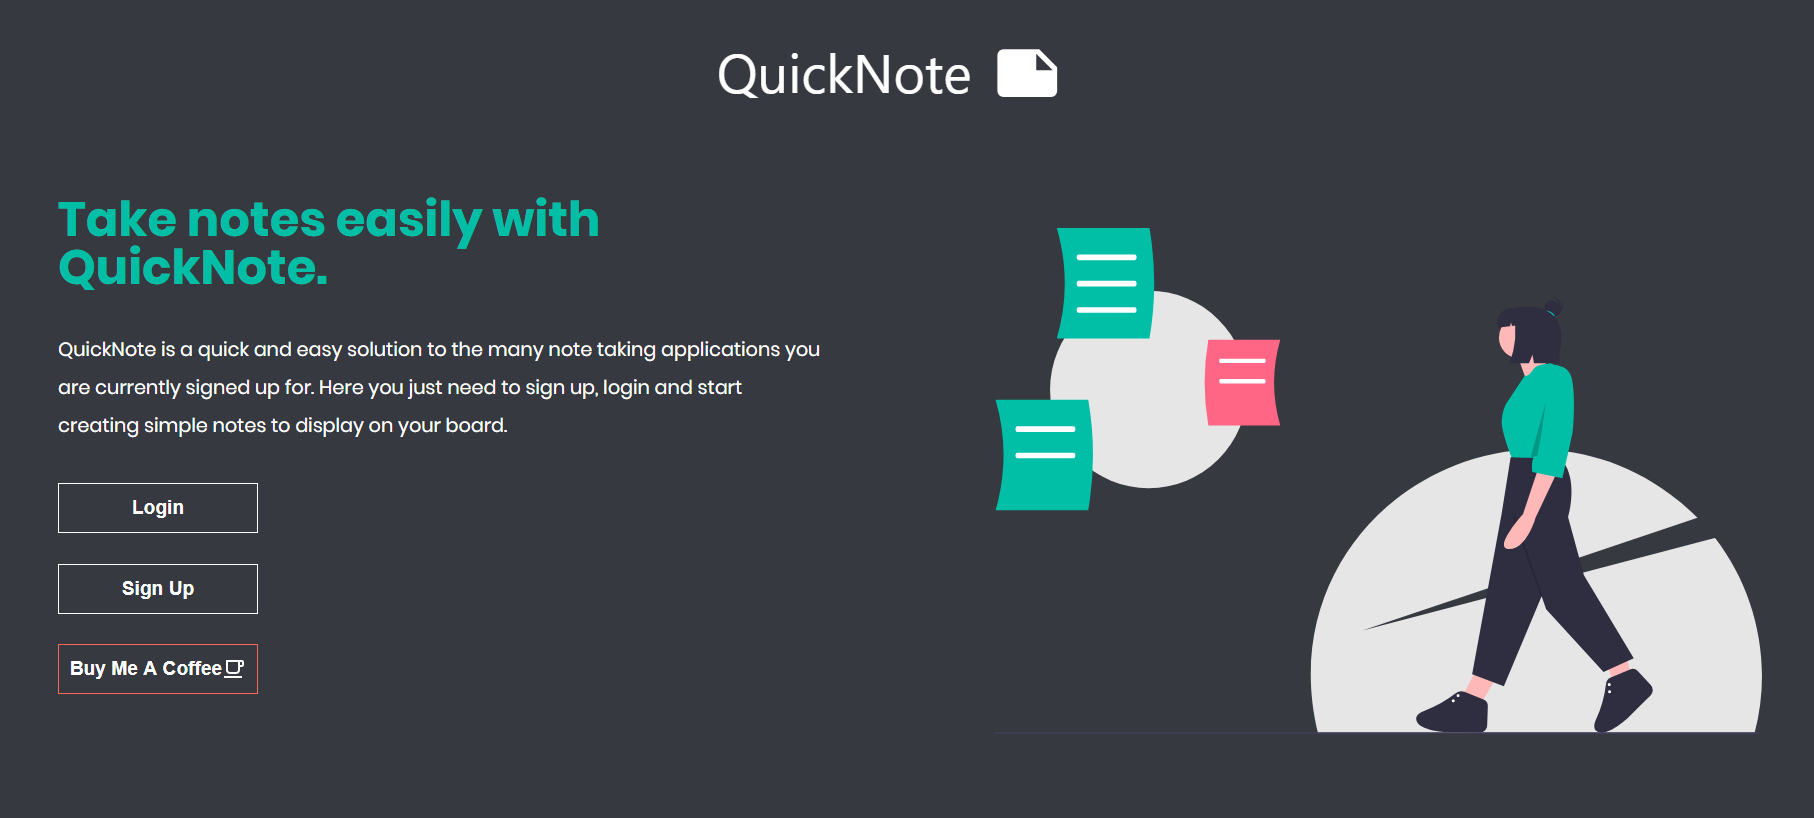 QuickNote
Take notes easily with
QuickNote.
QuickNote is a quick and easy solution to the many note taking applications you
are currently signed up for. Here you just need to sign up, login and start
creating simple notes to display on your board.
Login
Sign Up
Buy Me A Coffee